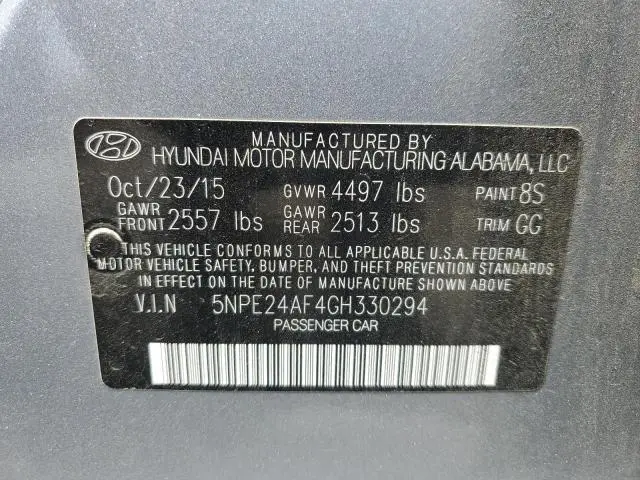 MANUFACTURED BY
HYUNDAI MOTOR MANUFACTURING ALABAMA, LLC
Oct/23/15 GVWR 4497 lbs PAINT 8S
GAWR FRONT 2557 lbs GAWR REAR 2513 lbs TRIM GG
THIS VEHICLE CONFORMS TO ALL APPLICABLE U.S.A. FEDERAL
MOTOR VEHICLE SAFETY, BUMPER, AND THEFT PREVENTION STANDARDS
IN EFFECT ON THE DATE OF MANUFACTURE SHOWN ABOVE.
V.I.N 5NPE24AF4GH330294
PASSENGER CAR